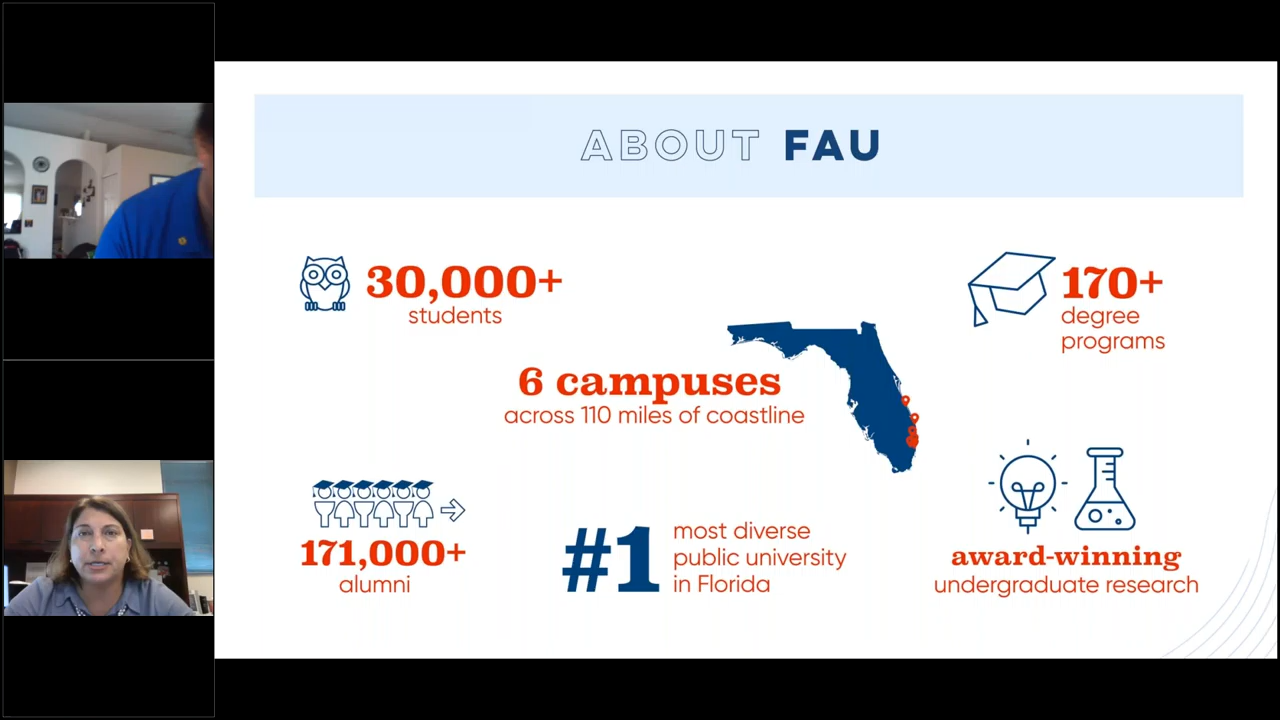 ABOUT FAU
30,000+
students
170+
degree
programs
6 campuses
across 110 miles of coastline
171,000+
alumni
#1
most diverse
public university
in Florida
award-winning
undergraduate research